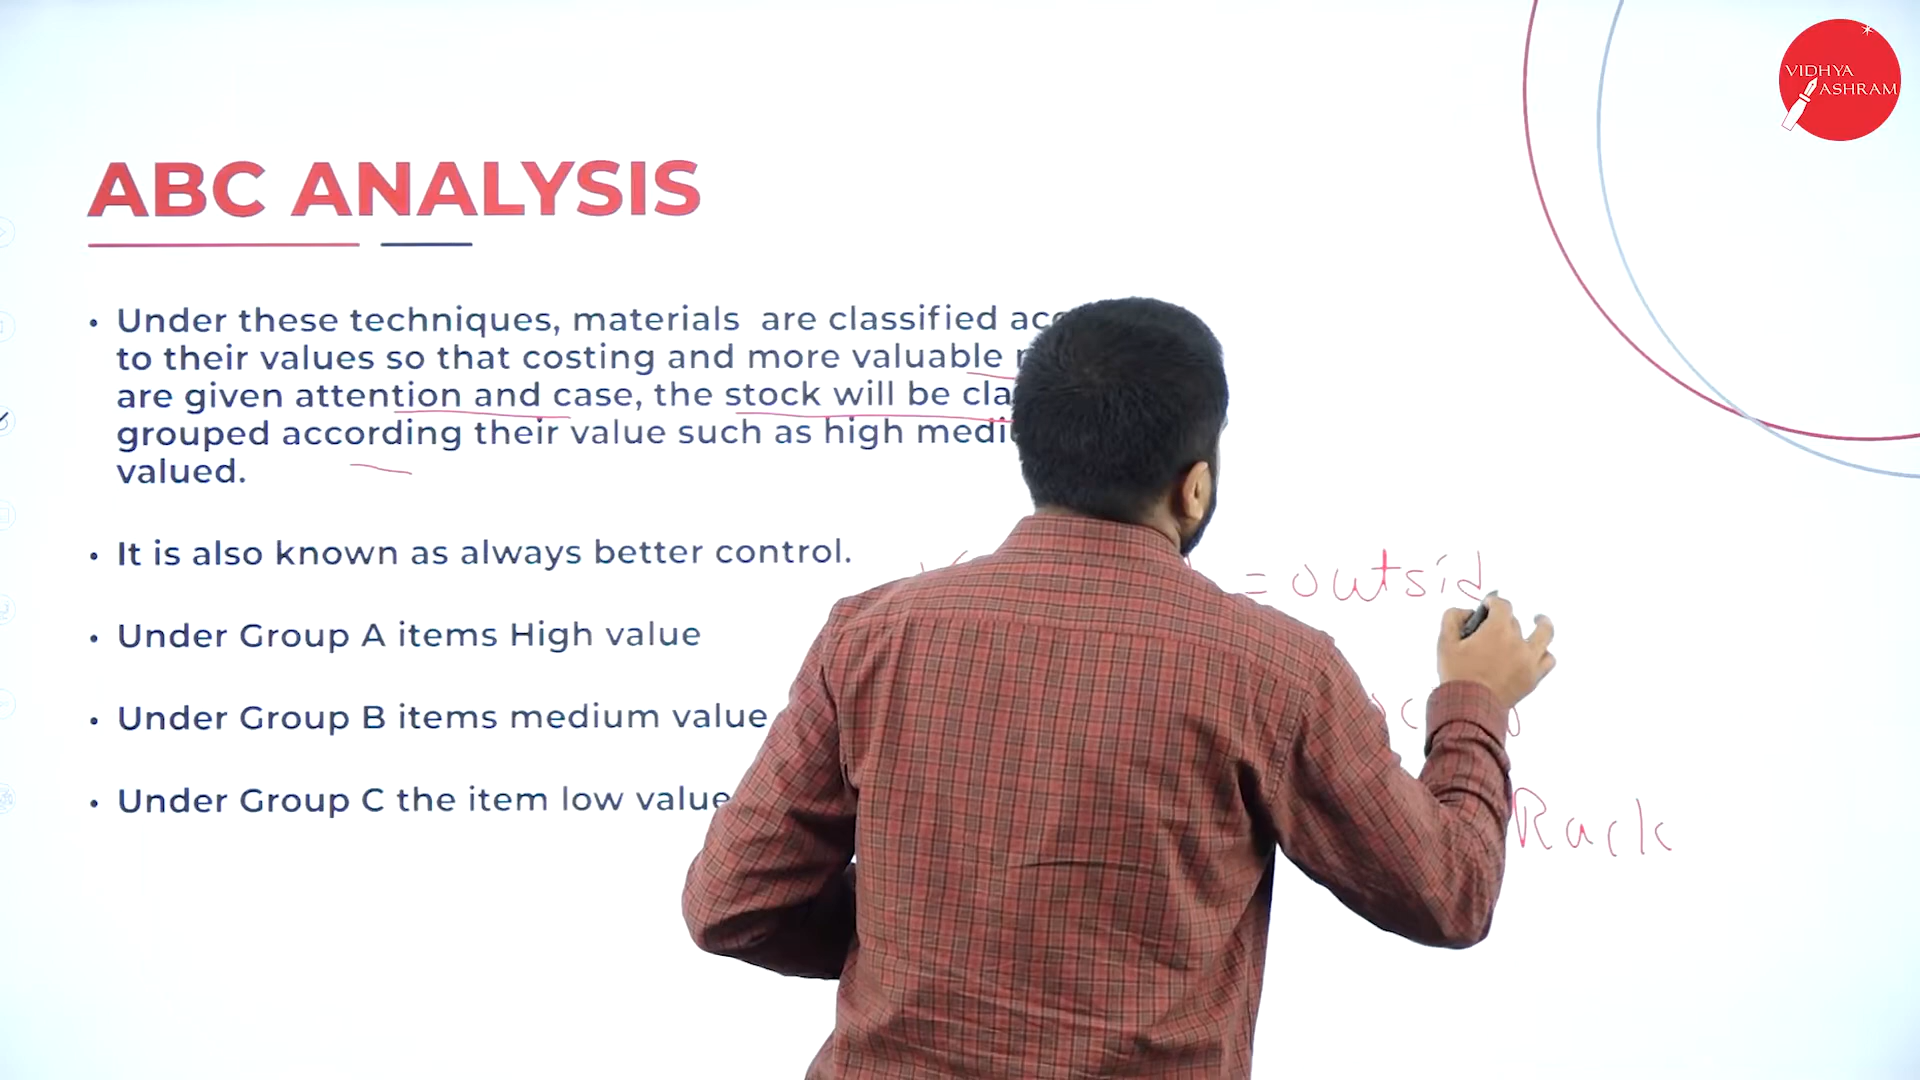 VIDHYA
ASHRAM
ABC ANALYSIS
• Under these techniques, materials are classified
to their values so that costing and more valuable
are given attention and case, the stock will be
grouped according their value such as high
valued.
• It is also known as always better control.
= outsid
• Under Group A items High value
• Under Group B items medium value
• Under Group C the item low value
Rack